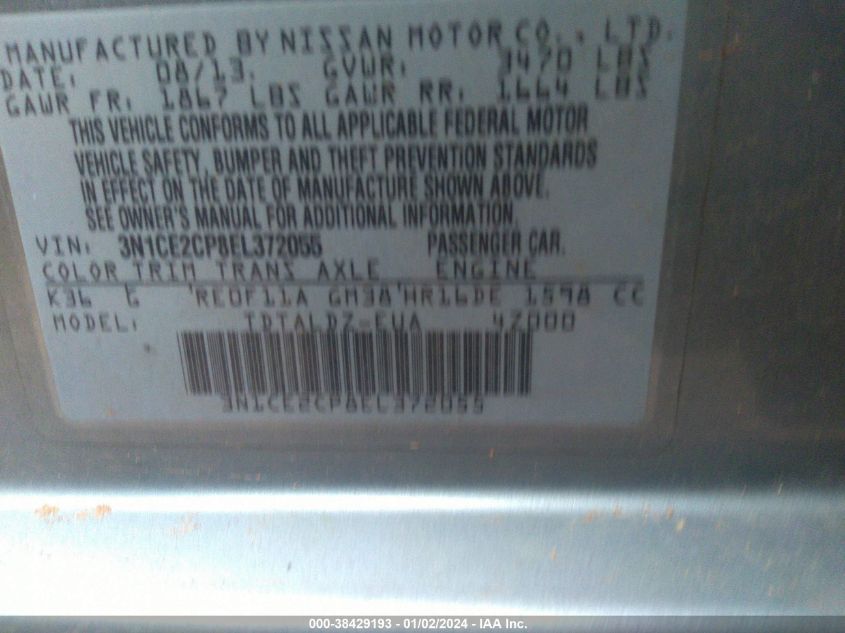 MANUFACTURED BY NISSAN MOTOR CO., LTD.
DATE: 08/13. GVWR: 3470 LBS
GAWR FR: 1867 LBS GAWR RR: 1664 LBS
THIS VEHICLE CONFORMS TO ALL APPLICABLE FEDERAL MOTOR
VEHICLE SAFETY, BUMPER AND THEFT PREVENTION STANDARDS
IN EFFECT ON THE DATE OF MANUFACTURE SHOWN ABOVE.
SEE OWNER'S MANUAL FOR ADDITIONAL INFORMATION.
VIN: 3N1CE2CP8EL372055 PASSENGER CAR.
COLOR TRIM TRANS AXLE ENGINE
K36 G 'RE0F11A GM38'HR16DE 1598 CC
MODEL: TDTALDZ-EUA 4Z000
3N1CE2CP8EL372055
000-38429193 - 01/02/2024 - IAA Inc.